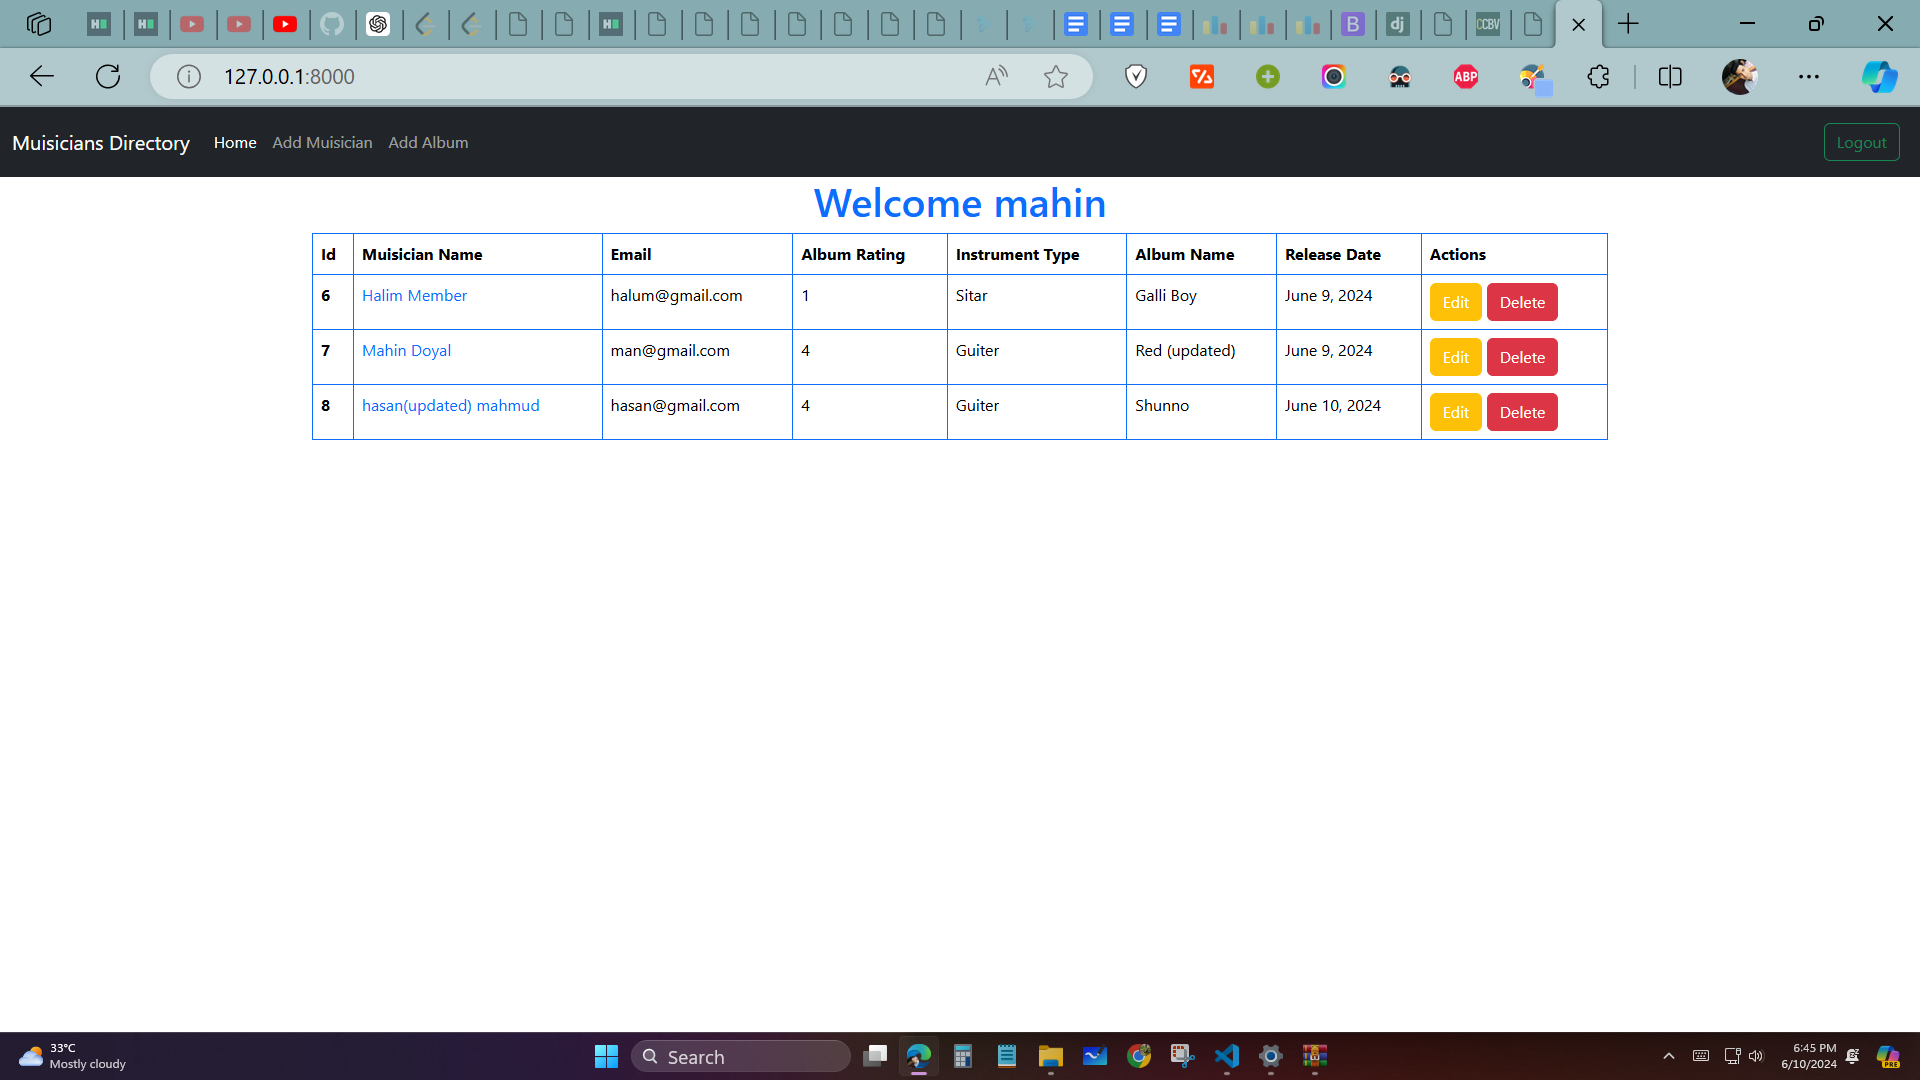 127.0.0.1:8000
ABP
Muisicians Directory Home Add Muisician Add Album Logout
Welcome mahin
Id Muisician Name Email Album Rating Instrument Type Album Name Release Date Actions
6 Halim Member halum@gmail.com 1 Sitar Galli Boy June 9, 2024 Edit Delete
7 Mahin Doyal man@gmail.com 4 Guiter Red (updated) June 9, 2024 Edit Delete
8 hasan(updated) mahmud hasan@gmail.com 4 Guiter Shunno June 10, 2024 Edit Delete
33°C
Mostly cloudy
Search
6:45 PM
6/10/2024
PRE